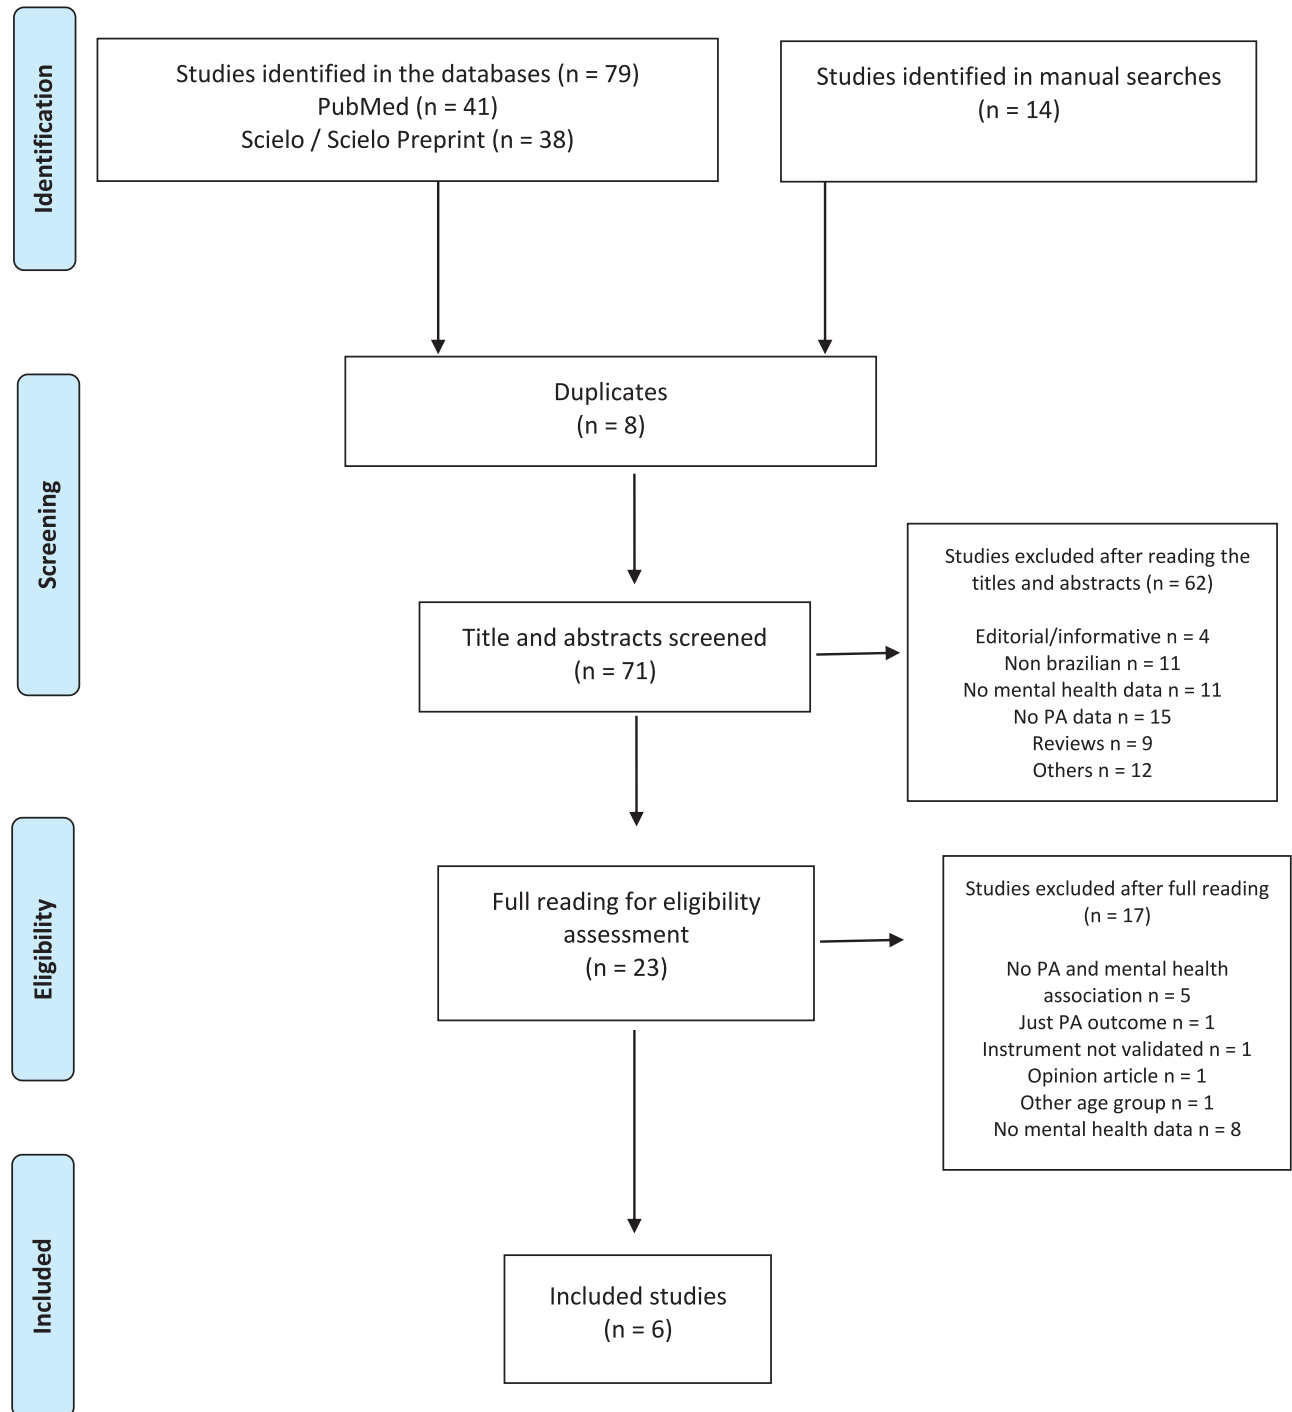 Identification
Studies identified in the databases (n = 79)
PubMed (n = 41)
Scielo / Scielo Preprint (n = 38)
Studies identified in manual searches
(n = 14)
Screening
Duplicates
(n = 8)
Title and abstracts screened
(n = 71)
Studies excluded after reading the
titles and abstracts (n = 62)
Editorial/informative n = 4
Non brazilian n = 11
No mental health data n = 11
No PA data n = 15
Reviews n = 9
Others n = 12
Eligibility
Full reading for eligibility
assessment
(n = 23)
Studies excluded after full reading
(n = 17)
No PA and mental health
association n = 5
Just PA outcome n = 1
Instrument not validated n = 1
Opinion article n = 1
Other age group n = 1
No mental health data n = 8
Included
Included studies
(n = 6)